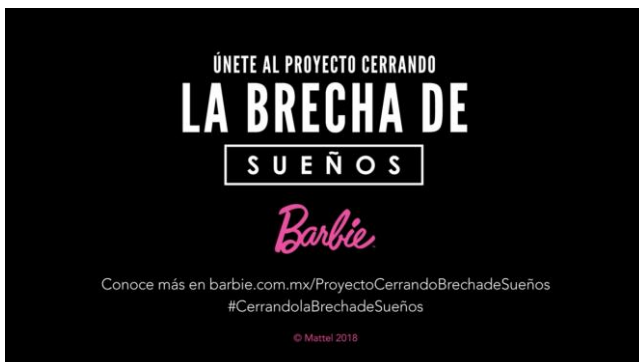 ÚNETE AL PROYECTO CERRANDO
LA BRECHA DE
SUEÑOS
Barbie
Conoce más en barbie.com.mx/ProyectoCerrandoBrechadeSueños
#CerrandolaBrechadeSueños
© Mattel 2018